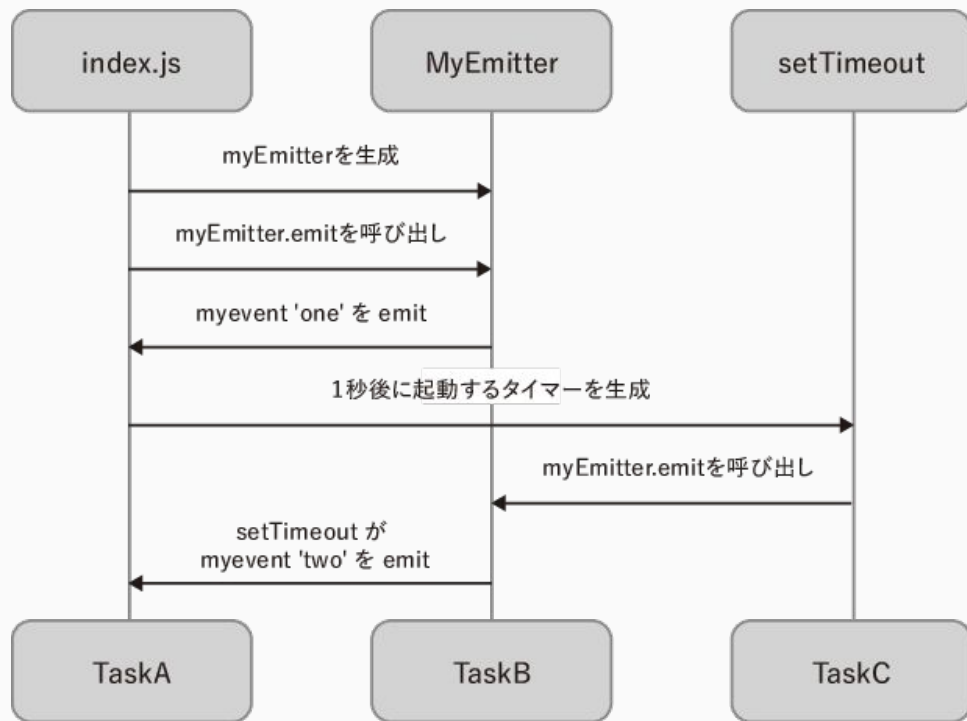 index.js
MyEmitter
setTimeout
myEmitterを生成
myEmitter.emitを呼び出し
myevent 'one' を emit
1秒後に起動するタイマーを生成
myEmitter.emitを呼び出し
setTimeout が
myevent 'two' を emit
TaskA
TaskB
TaskC